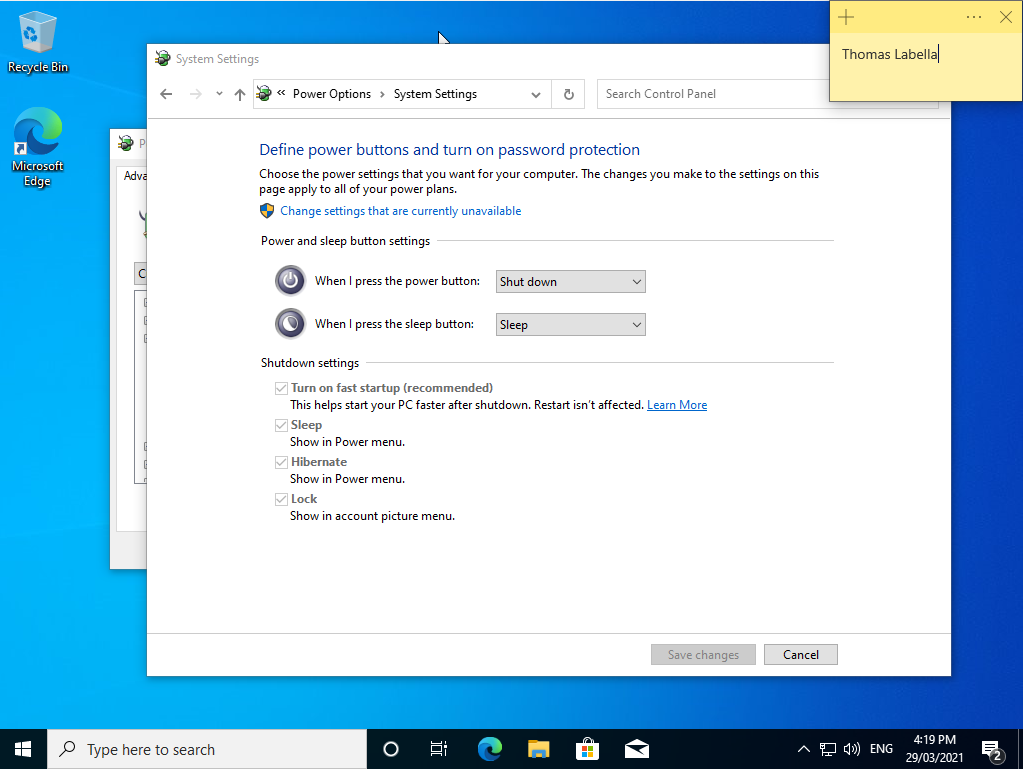 Recycle Bin
Microsoft
Edge
Thomas Labella
System Settings
Power Options
System Settings
Search Control Panel
Define power buttons and turn on password protection
Choose the power settings that you want for your computer. The changes you make to the settings on this
page apply to all of your power plans.
Change settings that are currently unavailable
Power and sleep button settings
When I press the power button: Shut down
When I press the sleep button: Sleep
Shutdown settings
Turn on fast startup (recommended)
This helps start your PC faster after shutdown. Restart isn't affected. Learn More
Sleep
Show in Power menu.
Hibernate
Show in Power menu.
Lock
Show in account picture menu.
Save changes
Cancel
Type here to search
ENG
4:19 PM
29/03/2021
2